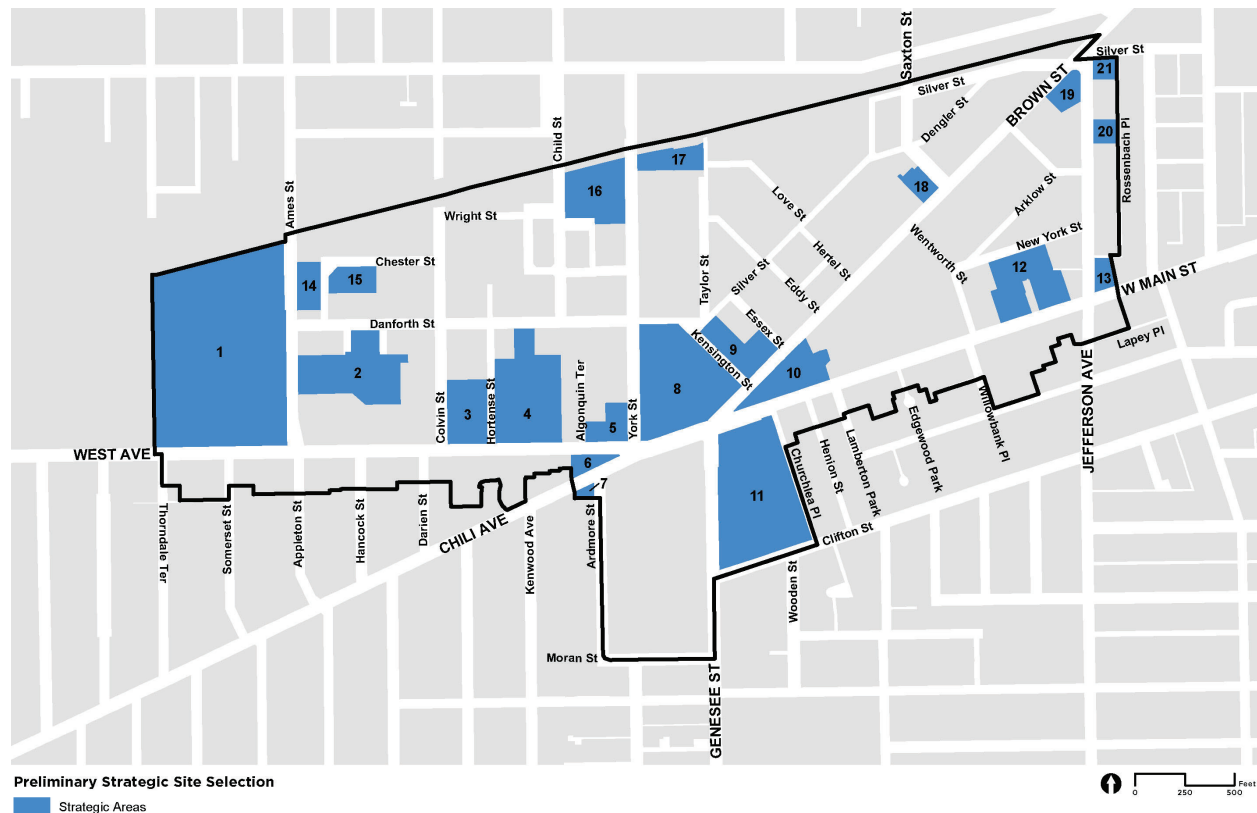 Saxton St
Silver St
21
BROWN ST
Silver St
19
Dengler St
20
Rossenbach Pl
Child St
17
16
18
Ames St
Wright St
Love St
Arklow St
New York St
Wentworth St
Hertel St
Chester St
14
15
Taylor St
Silver St
Eddy St
12
13
W MAIN ST
Danforth St
Essex St
Lapey Pl
1
2
Kensington St
9
10
8
Colvin St
3
Hortense St
4
Algonquin Ter
5
York St
Willowbank Pl
JEFFERSON AVE
Edgewood Park
Lamberton Park
Henion St
Churchlea Pl
WEST AVE
6
7
11
Clifton St
Thorndale Ter
Somerset St
Appleton St
Hancock St
Darien St
CHILI AVE
Kenwood Ave
Ardmore St
Wooden St
Moran St
GENESEE ST
Preliminary Strategic Site Selection
Strategic Areas
Feet
0 250 500